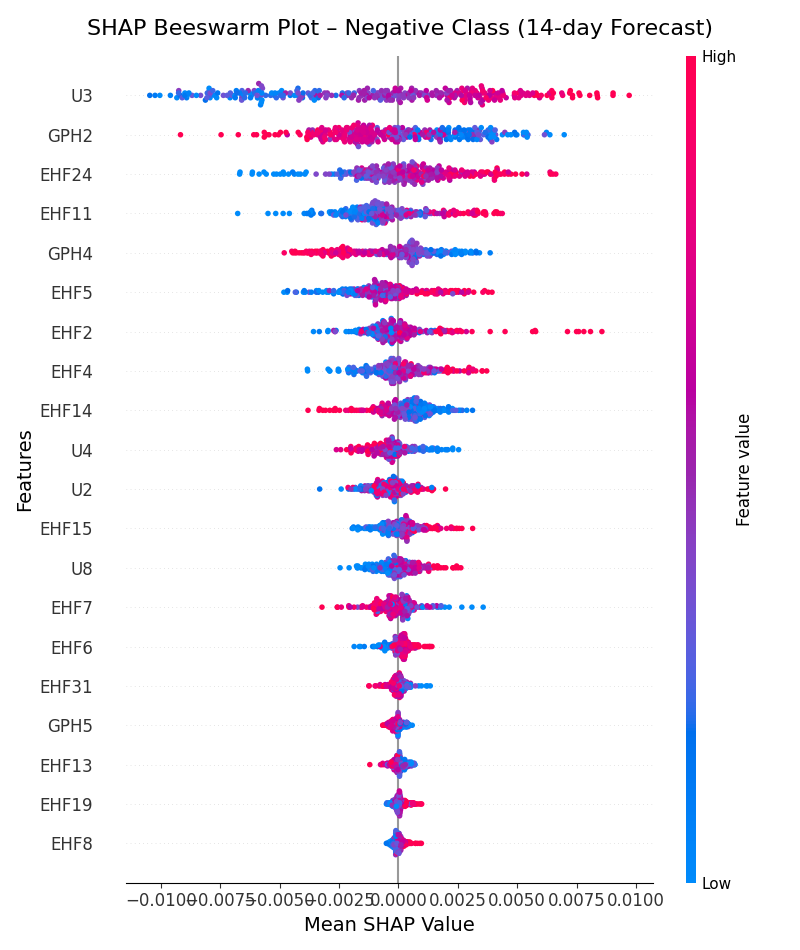 SHAP Beeswarm Plot – Negative Class (14-day Forecast)
High
U3
GPH2
EHF24
EHF11
GPH4
EHF5
EHF2
EHF4
EHF14
U4
U2
EHF15
U8
EHF7
EHF6
EHF31
GPH5
EHF13
EHF19
EHF8
Features
Feature value
Low
−0.0100 −0.0075 −0.0050 −0.0025 0.0000 0.0025 0.0050 0.0075 0.0100
Mean SHAP Value